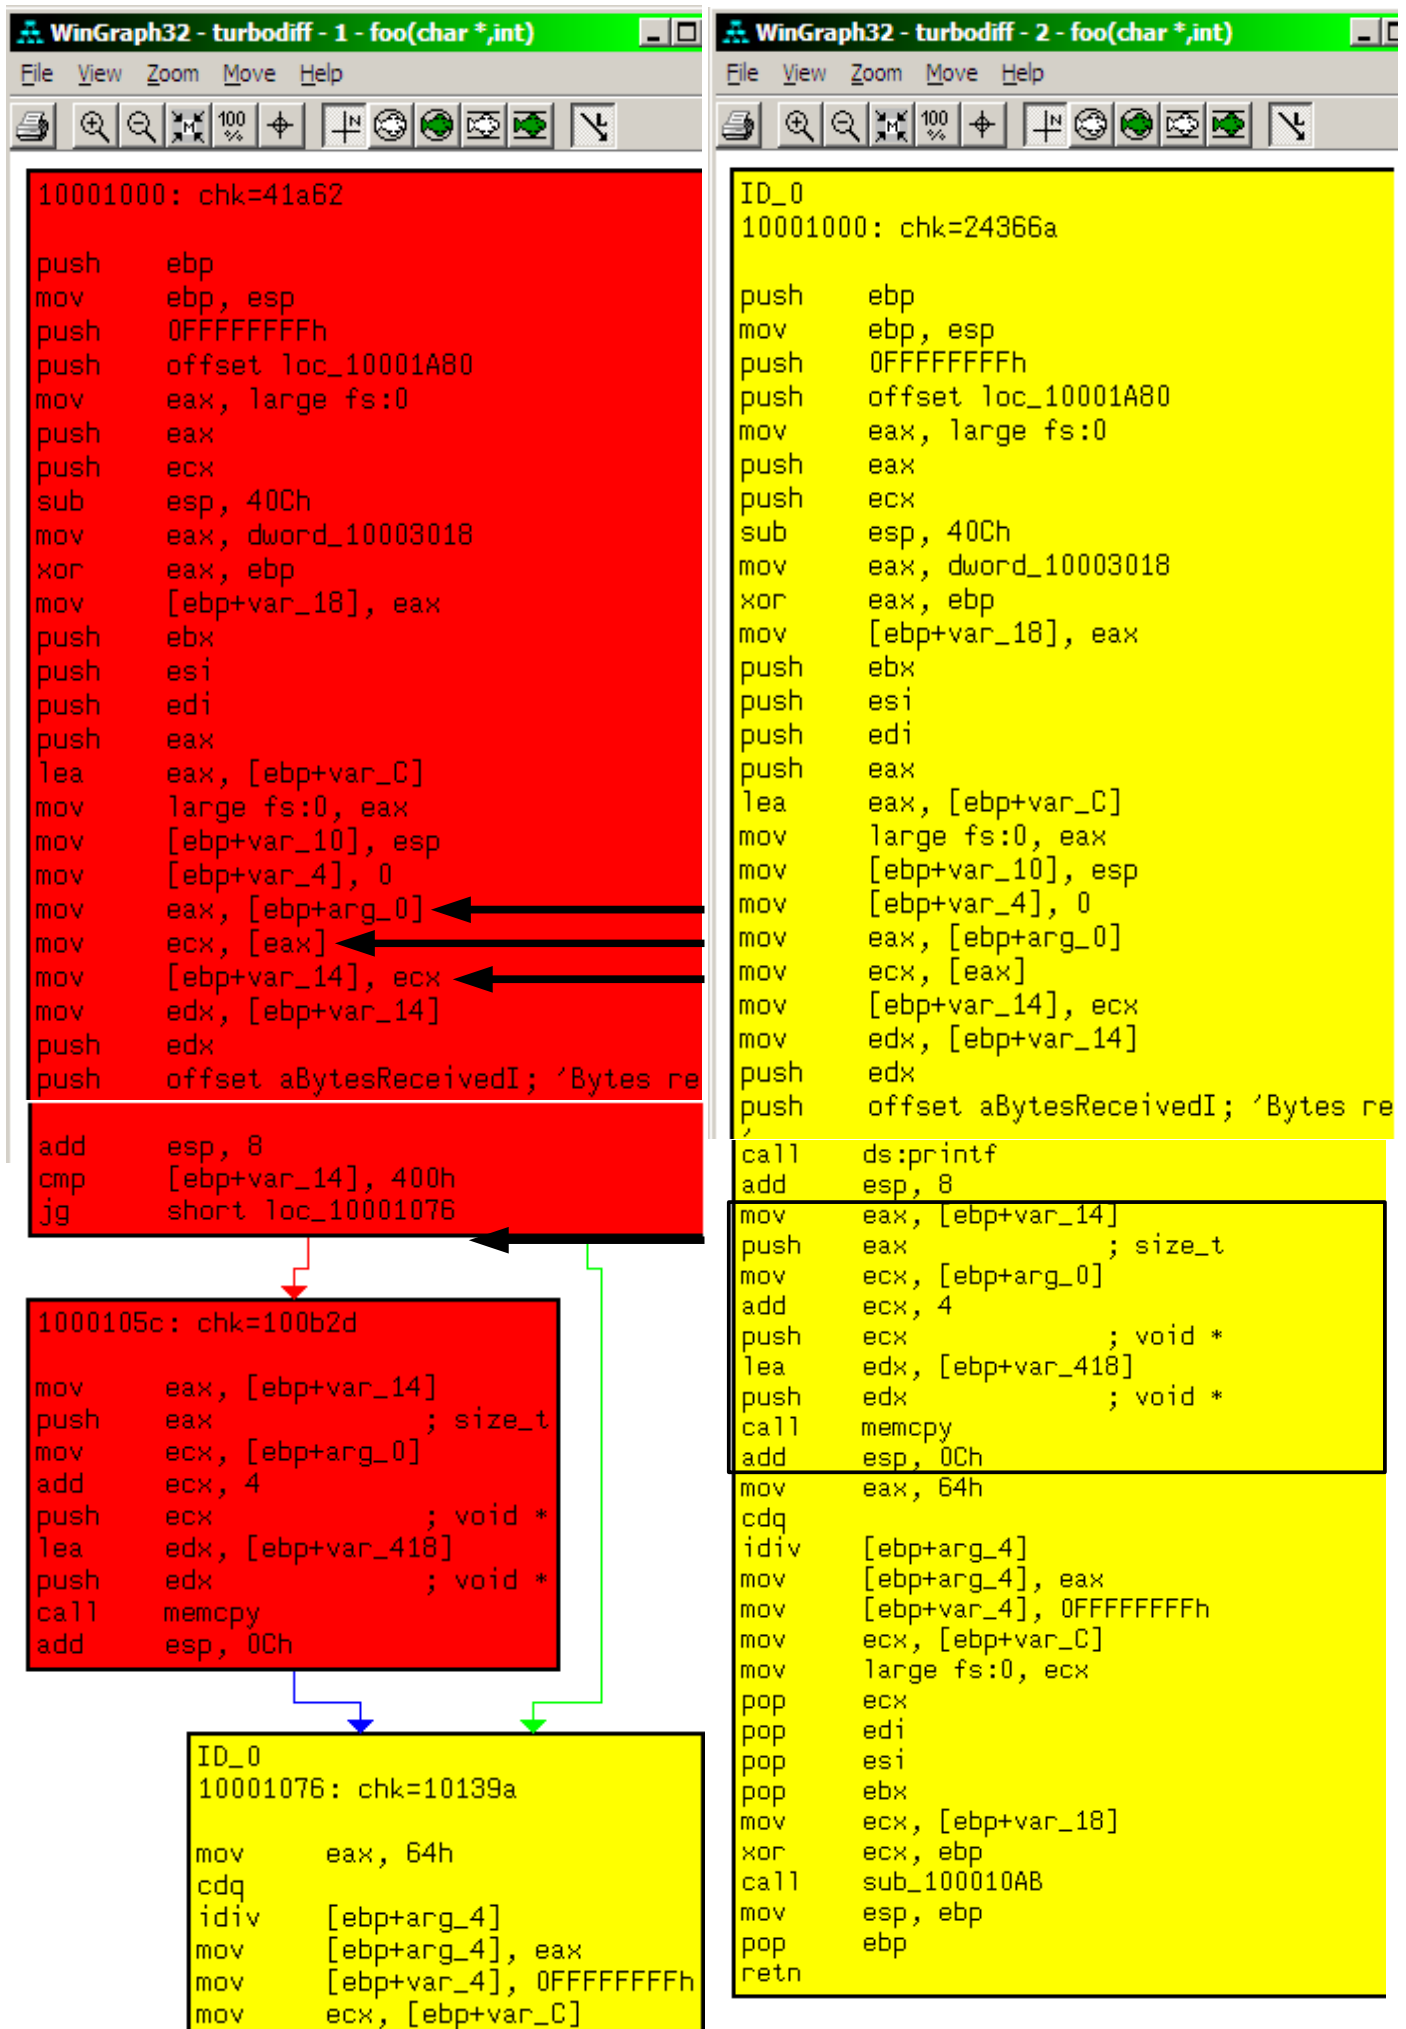 WinGraph32 - turbodiff - 1 - foo(char *,int)
File View Zoom Move Help
100
%
N
M
L
10001000: chk=41a62
push ebp
mov ebp, esp
push 0FFFFFFFFh
push offset loc_10001A80
mov eax, large fs:0
push eax
push ecx
sub esp, 40Ch
mov eax, dword_10003018
xor eax, ebp
mov [ebp+var_18], eax
push ebx
push esi
push edi
push eax
lea eax, [ebp+var_C]
mov large fs:0, eax
mov [ebp+var_10], esp
mov [ebp+var_4], 0
mov eax, [ebp+arg_0]
mov ecx, [eax]
mov [ebp+var_14], ecx
mov edx, [ebp+var_14]
push edx
push offset aBytesReceivedI; 'Bytes re
add esp, 8
cmp [ebp+var_14], 400h
jg short loc_10001076
1000105c: chk=100b2d
mov eax, [ebp+var_14]
push eax ; size_t
mov ecx, [ebp+arg_0]
add ecx, 4
push ecx ; void *
lea edx, [ebp+var_418]
push edx ; void *
call memcpy
add esp, 0Ch
ID_0
10001076: chk=10139a
mov eax, 64h
cdq
idiv [ebp+arg_4]
mov [ebp+arg_4], eax
mov [ebp+var_4], 0FFFFFFFFh
mov ecx, [ebp+var_C]
WinGraph32 - turbodiff - 2 - foo(char *,int)
File View Zoom Move Help
100
%
N
M
L
ID_0
10001000: chk=24366a
push ebp
mov ebp, esp
push 0FFFFFFFFh
push offset loc_10001A80
mov eax, large fs:0
push eax
push ecx
sub esp, 40Ch
mov eax, dword_10003018
xor eax, ebp
mov [ebp+var_18], eax
push ebx
push esi
push edi
push eax
lea eax, [ebp+var_C]
mov large fs:0, eax
mov [ebp+var_10], esp
mov [ebp+var_4], 0
mov eax, [ebp+arg_0]
mov ecx, [eax]
mov [ebp+var_14], ecx
mov edx, [ebp+var_14]
push edx
push offset aBytesReceivedI; 'Bytes re
call ds:printf
add esp, 8
mov eax, [ebp+var_14]
push eax ; size_t
mov ecx, [ebp+arg_0]
add ecx, 4
push ecx ; void *
lea edx, [ebp+var_418]
push edx ; void *
call memcpy
add esp, 0Ch
mov eax, 64h
cdq
idiv [ebp+arg_4]
mov [ebp+arg_4], eax
mov [ebp+var_4], 0FFFFFFFFh
mov ecx, [ebp+var_C]
mov large fs:0, ecx
pop ecx
pop edi
pop esi
pop ebx
mov ecx, [ebp+var_18]
xor ecx, ebp
call sub_100010AB
mov esp, ebp
pop ebp
retn